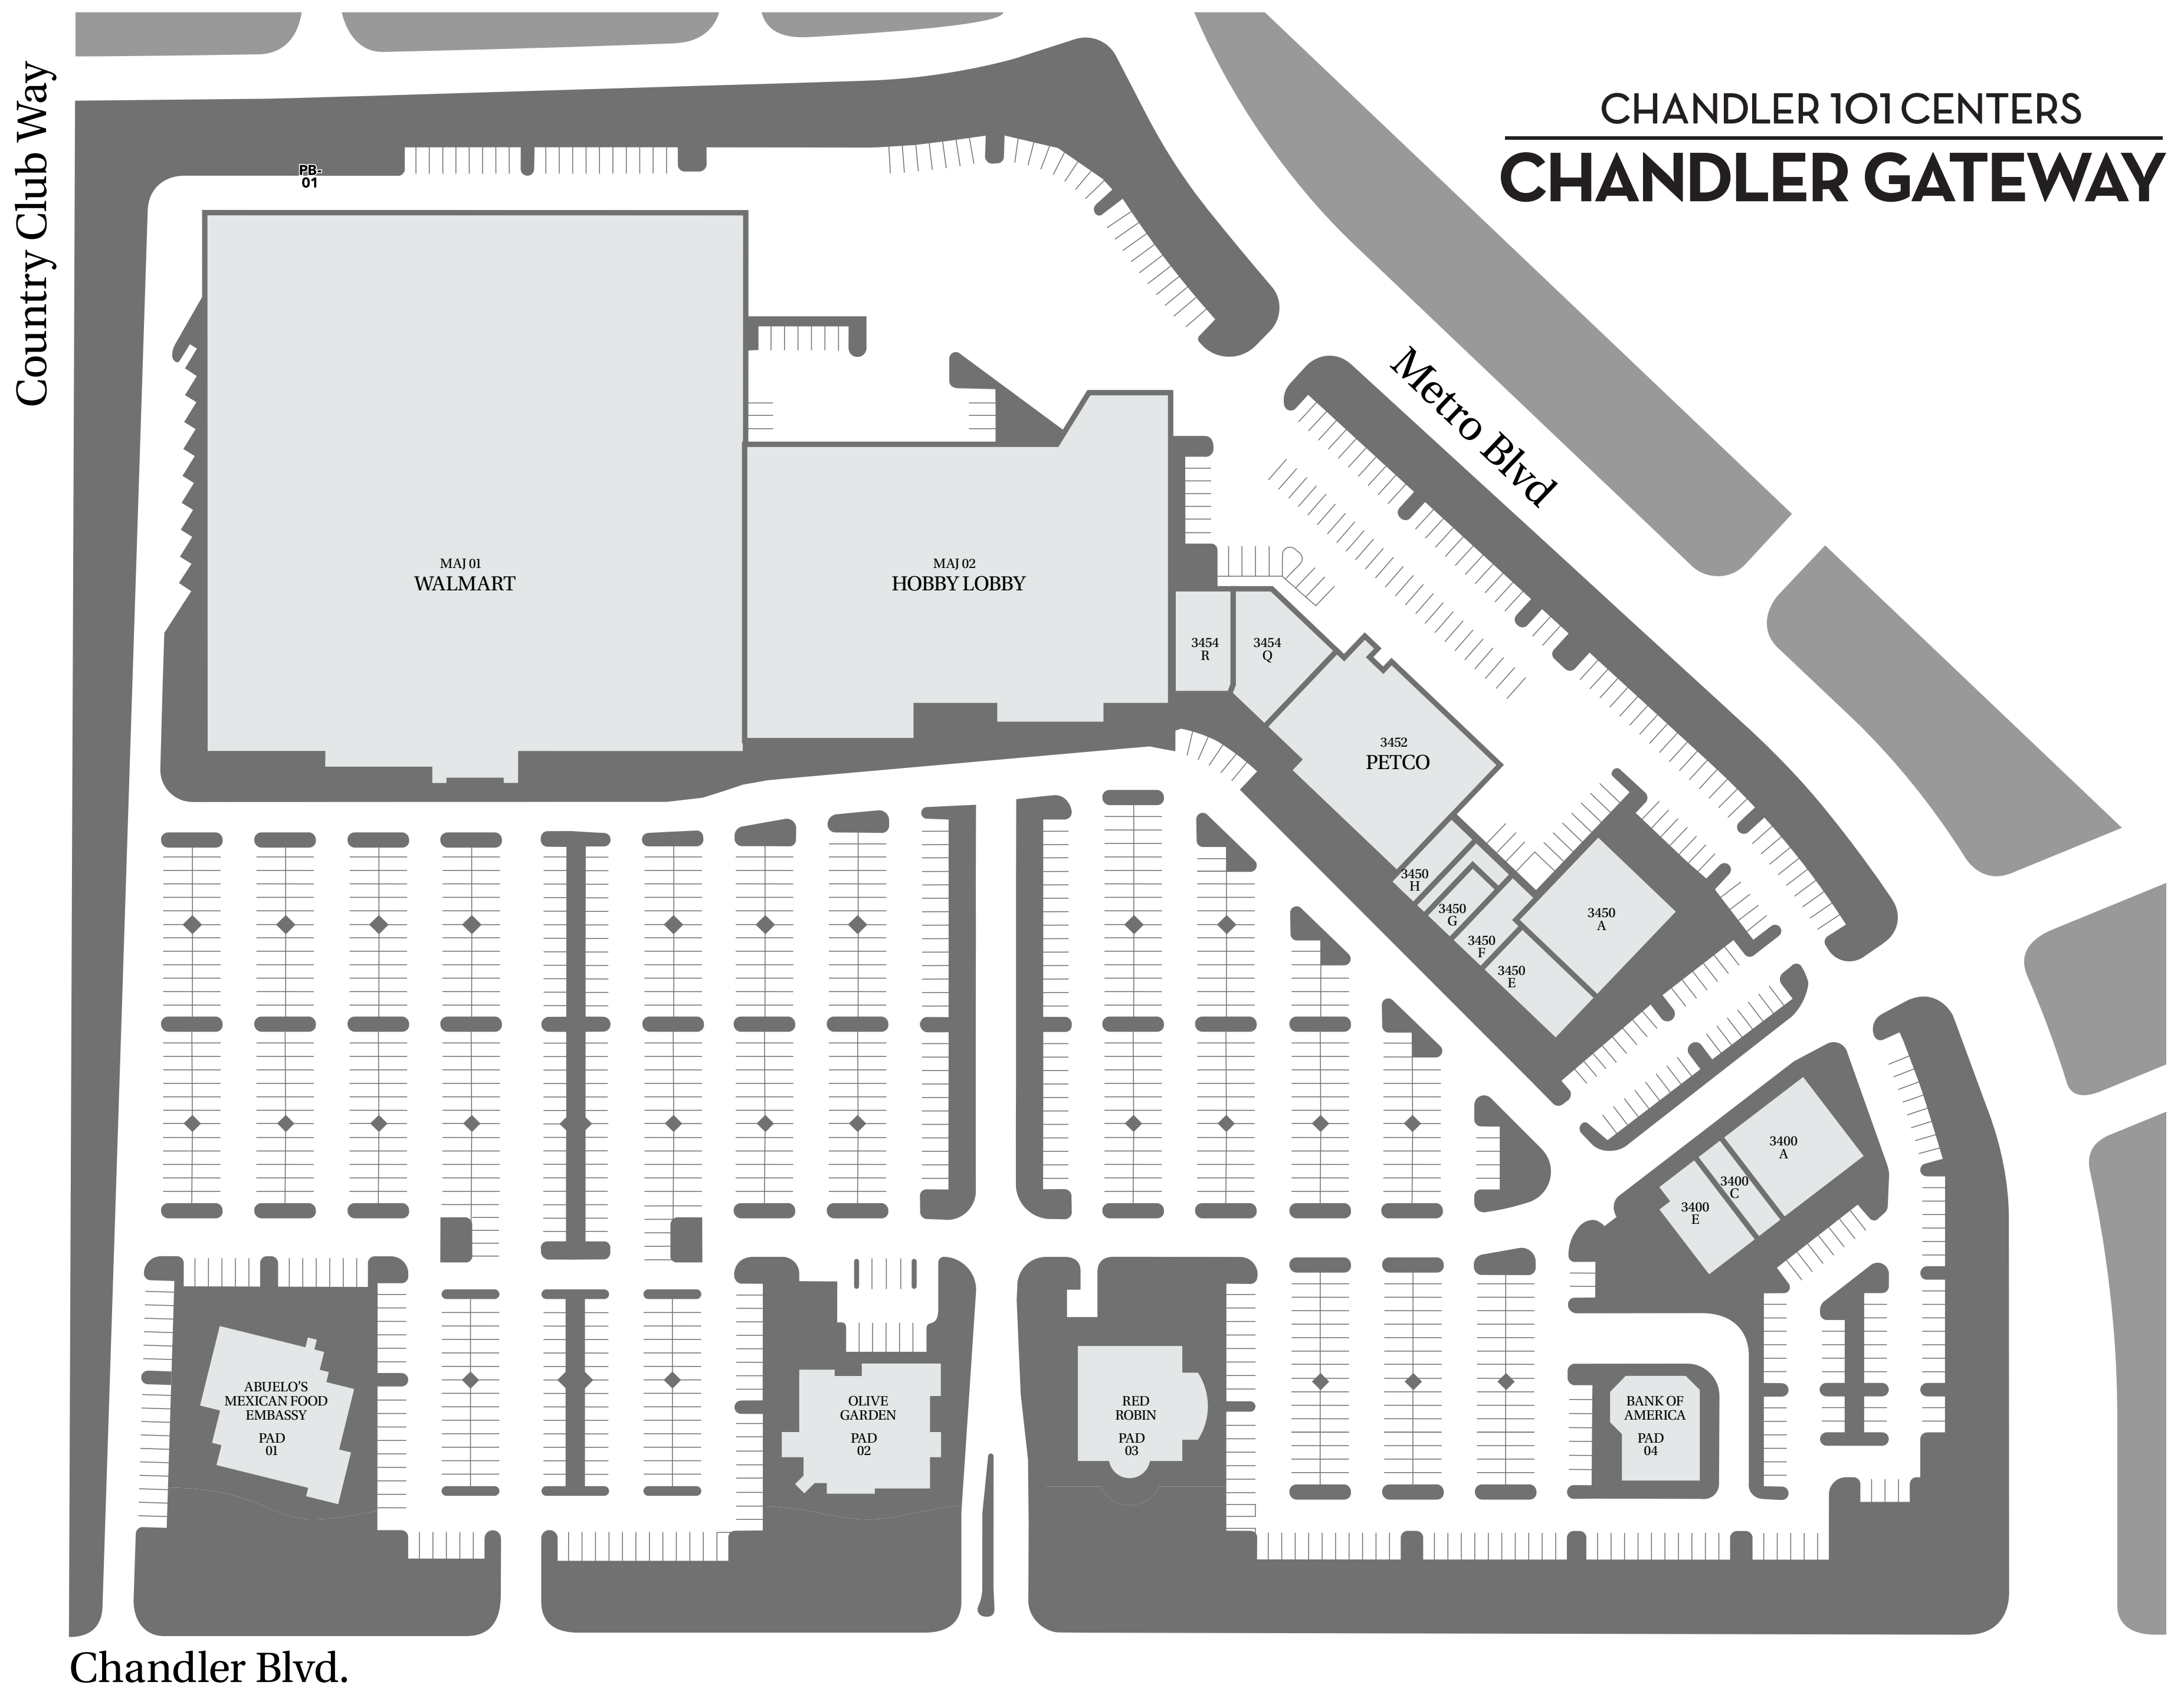 CHANDLER 101 CENTERS
CHANDLER GATEWAY
Country Club Way
PB-
01
Metro Blvd
MAJ 01
WALMART
MAJ 02
HOBBY LOBBY
3454
R
3454
Q
3452
PETCO
3450
H
3450
G
3450
F
3450
E
3450
A
3400
A
3400
C
3400
E
ABUELO'S
MEXICAN FOOD
EMBASSY
PAD
01
OLIVE
GARDEN
PAD
02
RED
ROBIN
PAD
03
BANK OF
AMERICA
PAD
04
Chandler Blvd.